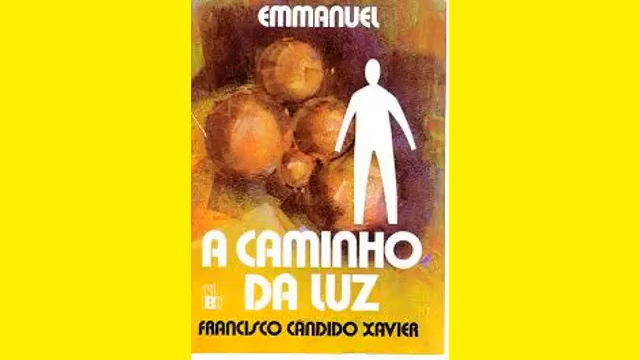 EMMANUEL
A CAMINHO
DA LUZ
FRANCISCO CÂNDIDO XAVIER